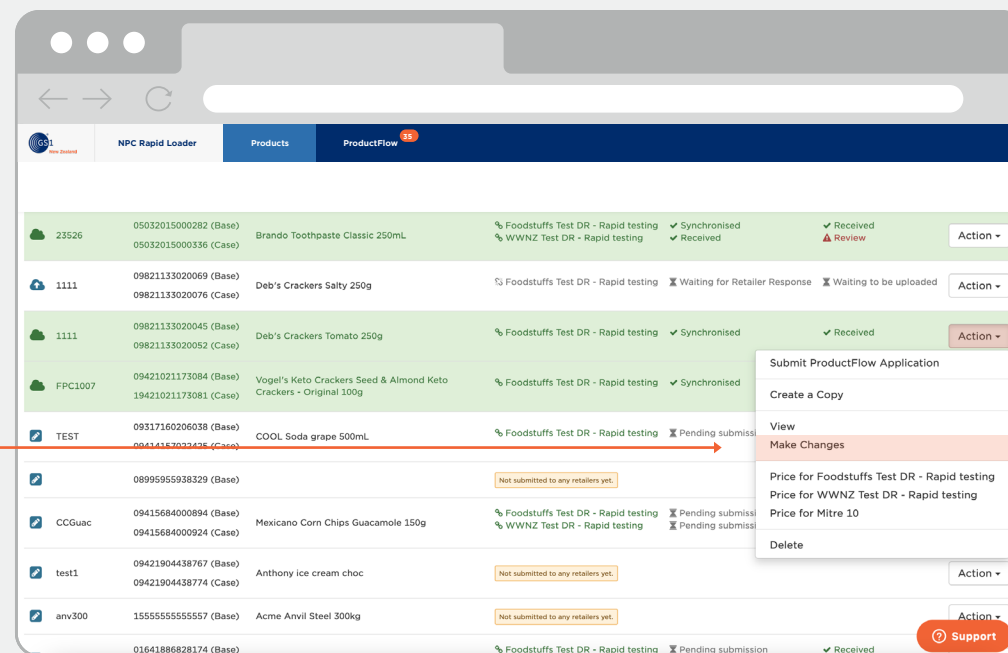 GS1
New Zealand
NPC Rapid Loader
Products
ProductFlow
35
23526
05032015000282 (Base)
05032015000336 (Case)
Brando Toothpaste Classic 250mL
Foodstuffs Test DR - Rapid testing
WWNZ Test DR - Rapid testing
Synchronised
Received
Received
Review
Action
1111
09821133020069 (Base)
09821133020076 (Case)
Deb's Crackers Salty 250g
Foodstuffs Test DR - Rapid testing
Waiting for Retailer Response
Waiting to be uploaded
Action
1111
09821133020045 (Base)
09821133020052 (Case)
Deb's Crackers Tomato 250g
Foodstuffs Test DR - Rapid testing
Synchronised
Received
Action
FPC1007
09421021173084 (Base)
19421021173081 (Case)
Vogel's Keto Crackers Seed & Almond Keto
Crackers - Original 100g
Foodstuffs Test DR - Rapid testing
Synchronised
Submit ProductFlow Application
Create a Copy
View
Make Changes
Price for Foodstuffs Test DR - Rapid testing
Price for WWNZ Test DR - Rapid testing
Price for Mitre 10
Delete
TEST
09317160206038 (Base)
09414157022425 (Case)
COOL Soda grape 500mL
Foodstuffs Test DR - Rapid testing
Pending submissi
08995955938329 (Base)
Not submitted to any retailers yet.
CCGuac
09415684000894 (Base)
09415684000924 (Case)
Mexicano Corn Chips Guacamole 150g
Foodstuffs Test DR - Rapid testing
WWNZ Test DR - Rapid testing
Pending submissi
Pending submissi
test1
09421904438767 (Base)
09421904438774 (Case)
Anthony ice cream choc
Not submitted to any retailers yet.
Action
anv300
15555555555557 (Base)
Acme Anvil Steel 300kg
Not submitted to any retailers yet.
Action
01641886828174 (Base)
Foodstuffs Test DR - Rapid testing
Pending submission
Received
Support